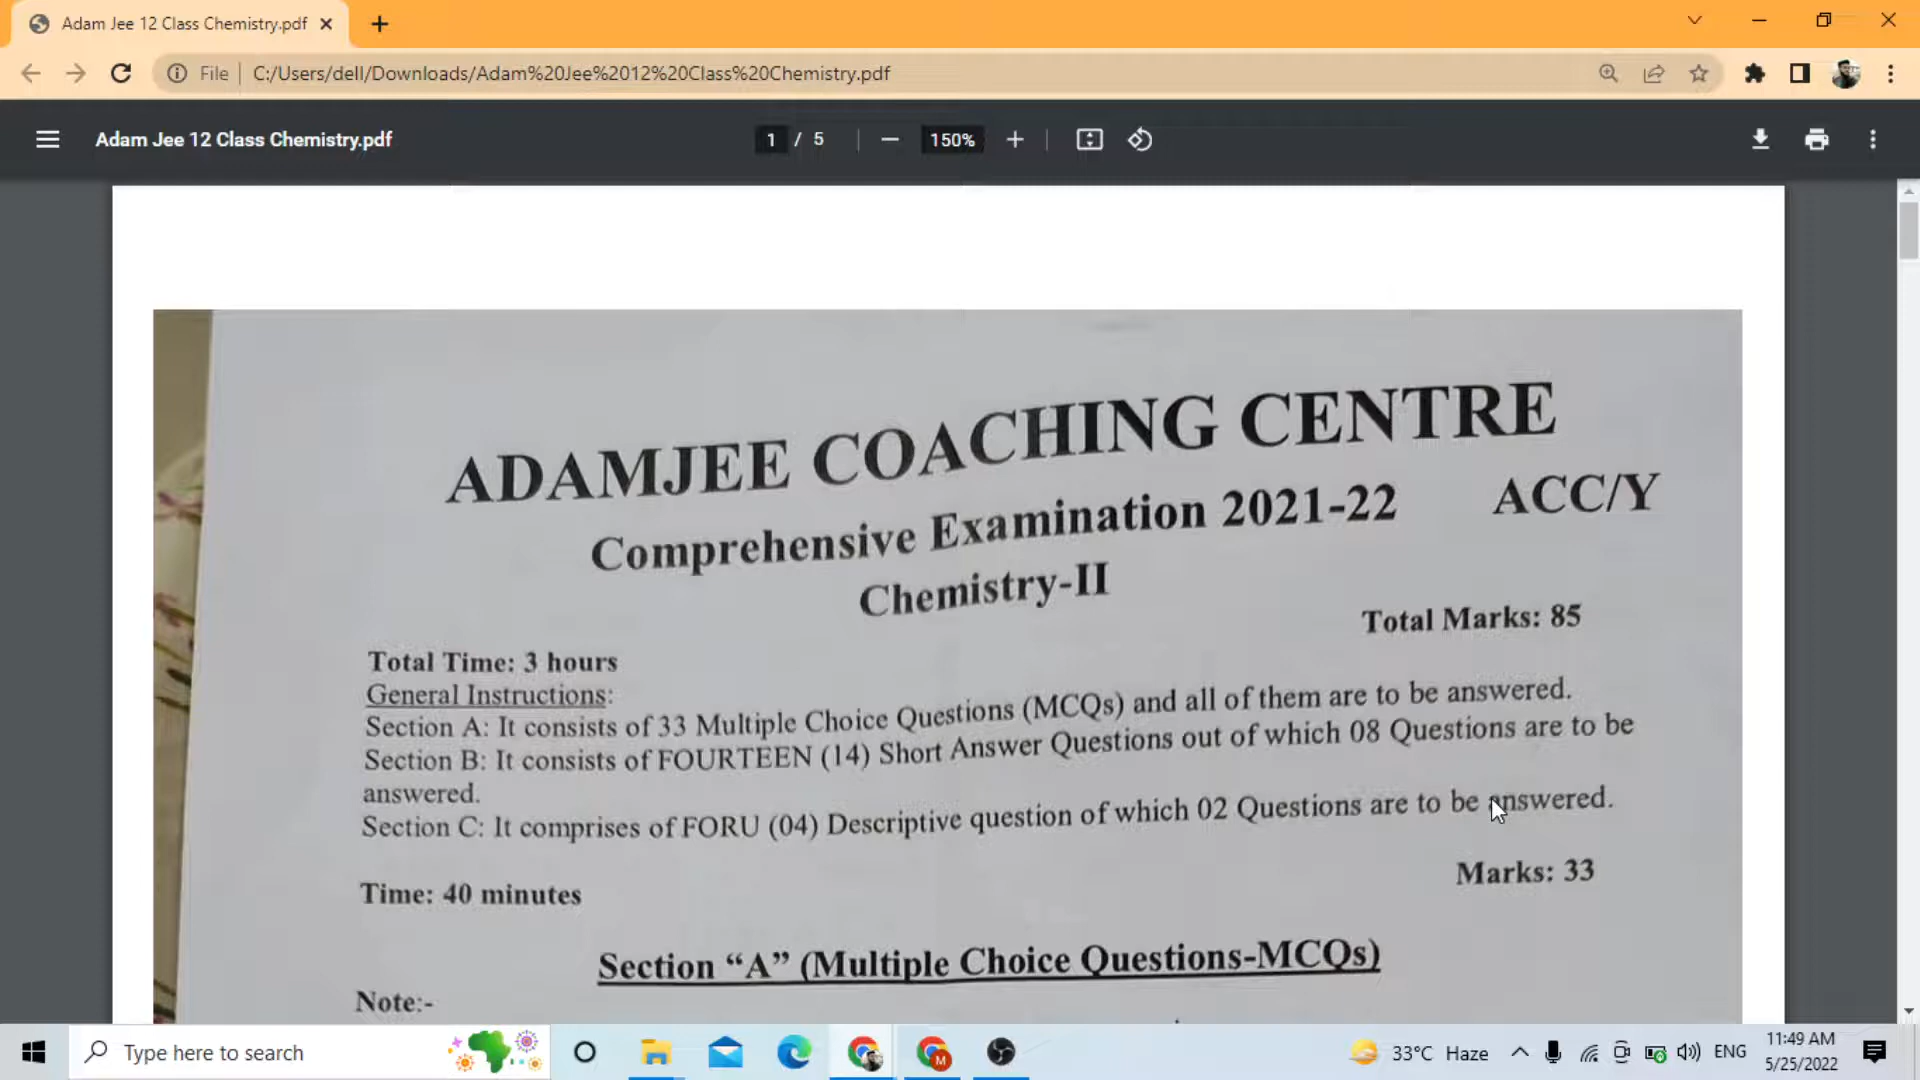 Adam Jee 12 Class Chemistry.pdf
File
C:/Users/dell/Downloads/Adam%20Jee%2012%20Class%20Chemistry.pdf
Adam Jee 12 Class Chemistry.pdf
1 / 5
150%
ADAMJEE COACHING CENTRE
Comprehensive Examination 2021-22
ACC/Y
Chemistry-II
Total Marks: 85
Total Time: 3 hours
General Instructions:
Section A: It consists of 33 Multiple Choice Questions (MCQs) and all of them are to be answered.
Section B: It consists of FOURTEEN (14) Short Answer Questions out of which 08 Questions are to be
answered.
Section C: It comprises of FORU (04) Descriptive question of which 02 Questions are to be answered.
Marks: 33
Time: 40 minutes
Section “A” (Multiple Choice Questions-MCQs)
Note:-
Type here to search
M
33°C Haze
ENG
11:49 AM
5/25/2022